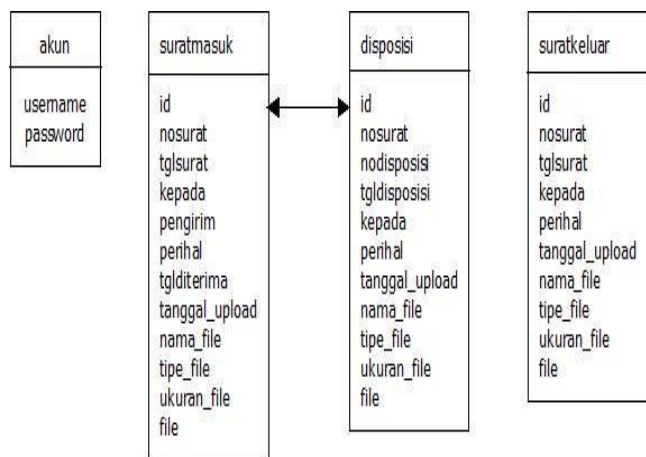 akun
username
password
suratmasuk
id
nosurat
tglsurat
kepada
pengirim
perihal
tglditerima
tanggal_upload
nama_file
tipe_file
ukuran_file
file
disposisi
id
nosurat
nodisposisi
tgldisposisi
kepada
perihal
tanggal_upload
nama_file
tipe_file
ukuran_file
file
suratkeluar
id
nosurat
tglsurat
kepada
perihal
tanggal_upload
nama_file
tipe_file
ukuran_file
file